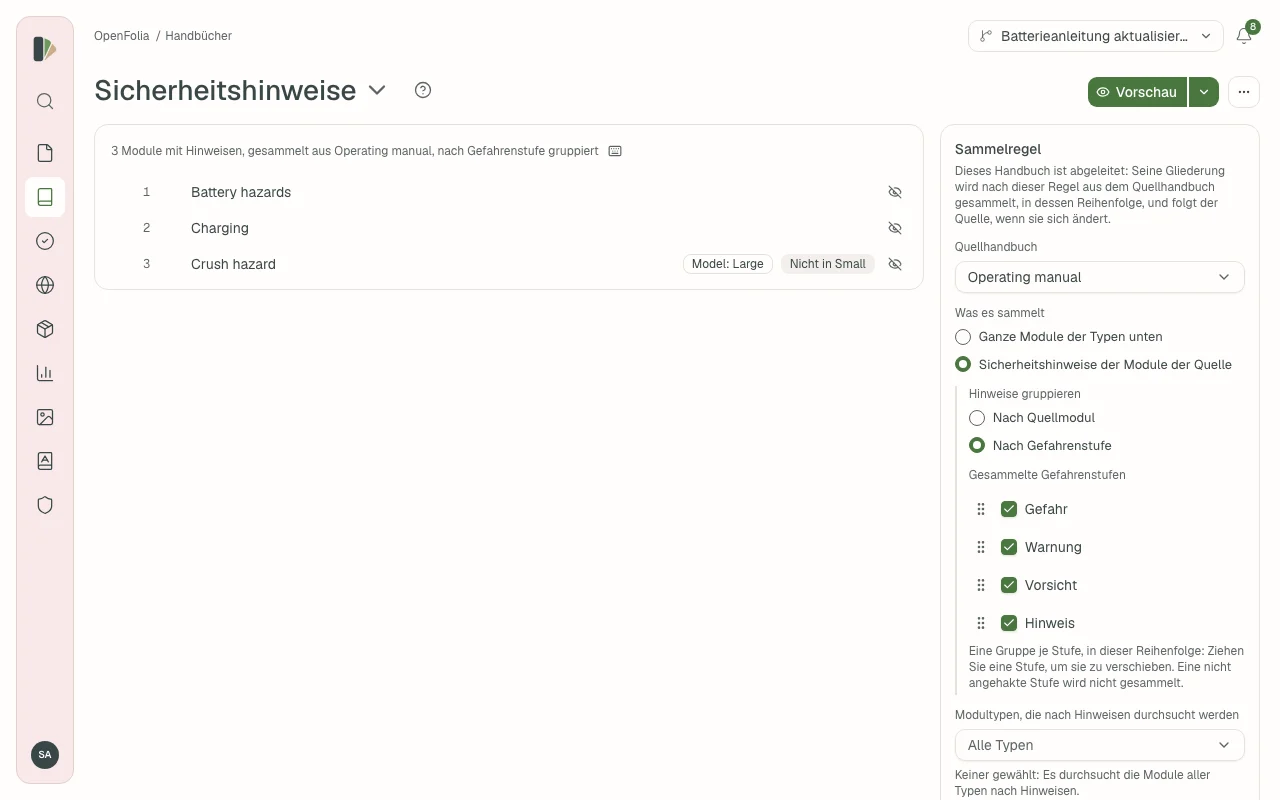 OpenFolia / Handbücher
Batterieanleitung aktualisier...
8
Sicherheitshinweise
Vorschau
3 Module mit Hinweisen, gesammelt aus Operating manual, nach Gefahrenstufe gruppiert
1 Battery hazards
2 Charging
3 Crush hazard Model: Large Nicht in Small
Sammelregel
Dieses Handbuch ist abgeleitet: Seine Gliederung
wird nach dieser Regel aus dem Quellhandbuch
gesammelt, in dessen Reihenfolge, und folgt der
Quelle, wenn sie sich ändert.
Quellhandbuch
Operating manual
Was es sammelt
Ganze Module der Typen unten
Sicherheitshinweise der Module der Quelle
Hinweise gruppieren
Nach Quellmodul
Nach Gefahrenstufe
Gesammelte Gefahrenstufen
Gefahr
Warnung
Vorsicht
Hinweis
Eine Gruppe je Stufe, in dieser Reihenfolge: Ziehen
Sie eine Stufe, um sie zu verschieben. Eine nicht
angehakte Stufe wird nicht gesammelt.
Modultypen, die nach Hinweisen durchsucht werden
Alle Typen
Keiner gewählt: Es durchsucht die Module aller
Typen nach Hinweisen.
SA